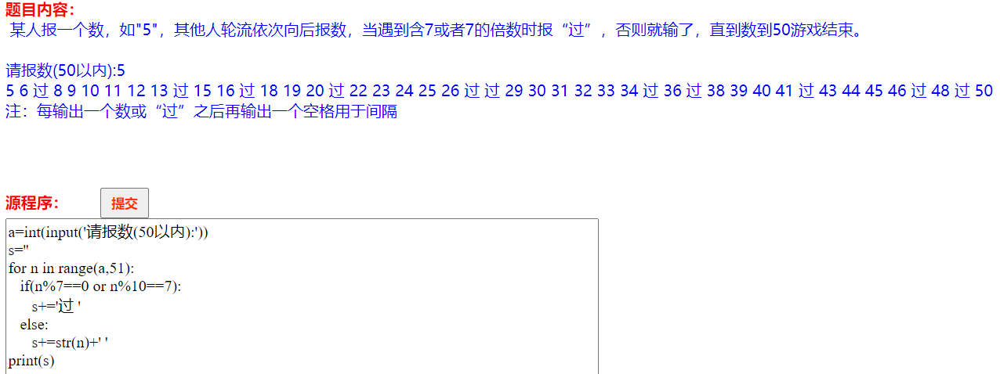 题目内容：
某人报一个数，如"5"，其他人轮流依次向后报数，当遇到含7或者7的倍数时报“过”，否则就输了，直到数到50游戏结束。
请报数(50以内):5
5 6 过 8 9 10 11 12 13 过 15 16 过 18 19 20 过 22 23 24 25 26 过 过 29 30 31 32 33 34 过 36 过 38 39 40 41 过 43 44 45 46 过 48 过 50
注：每输出一个数或“过”之后再输出一个空格用于间隔
源程序： 提交
a=int(input('请报数(50以内):'))
s=''
for n in range(a,51):
   if(n%7==0 or n%10==7):
      s+='过 '
   else:
      s+=str(n)+' '
print(s)